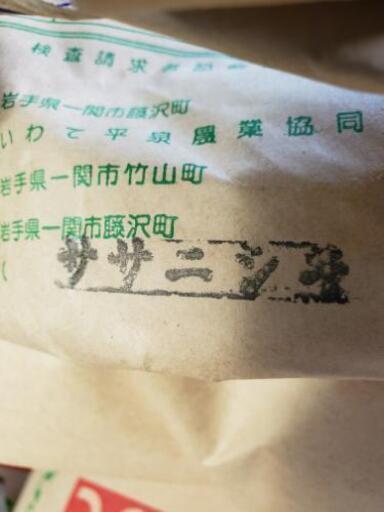 検査請求者
岩手県一関市藤沢町
いわて平泉農業協同
岩手県一関市竹山町
岩手県一関市藤沢町
(
ササニシキ